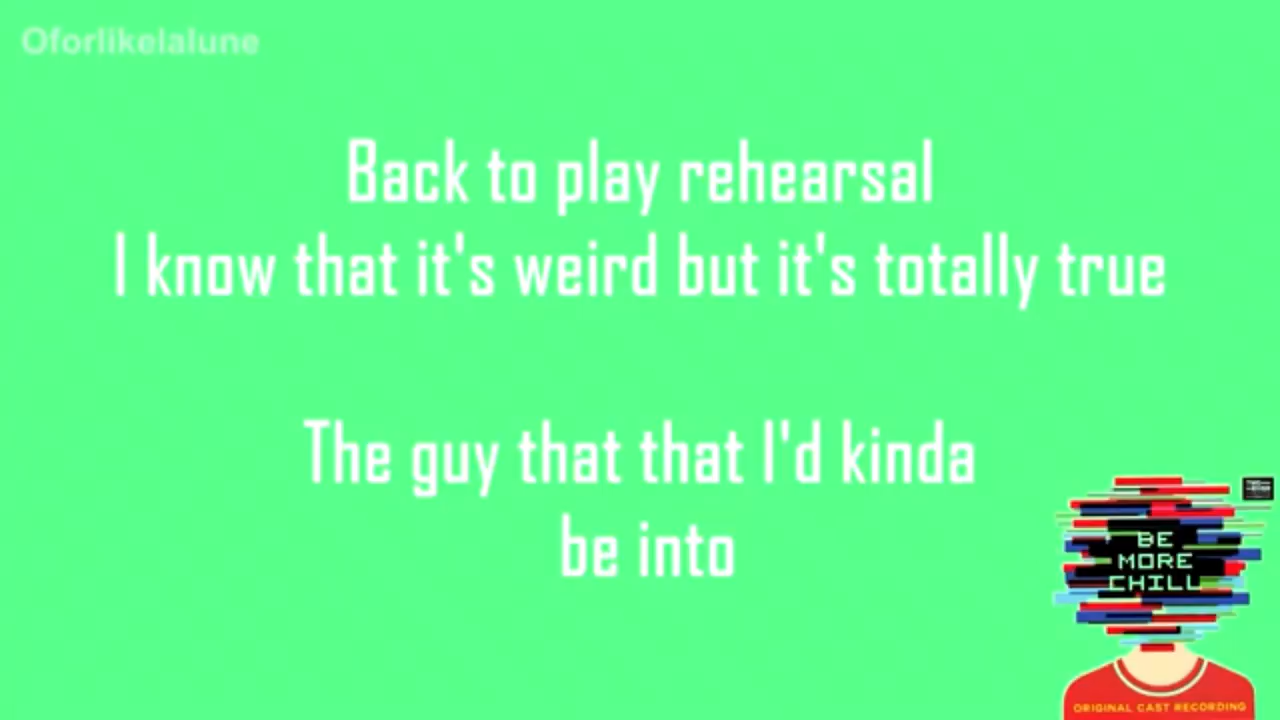 Oforlikelalune
Back to play rehearsal
I know that it's weird but it's totally true
The guy that that I'd kinda
be into
BE
MORE
CHILL
ORIGINAL CAST RECORDING